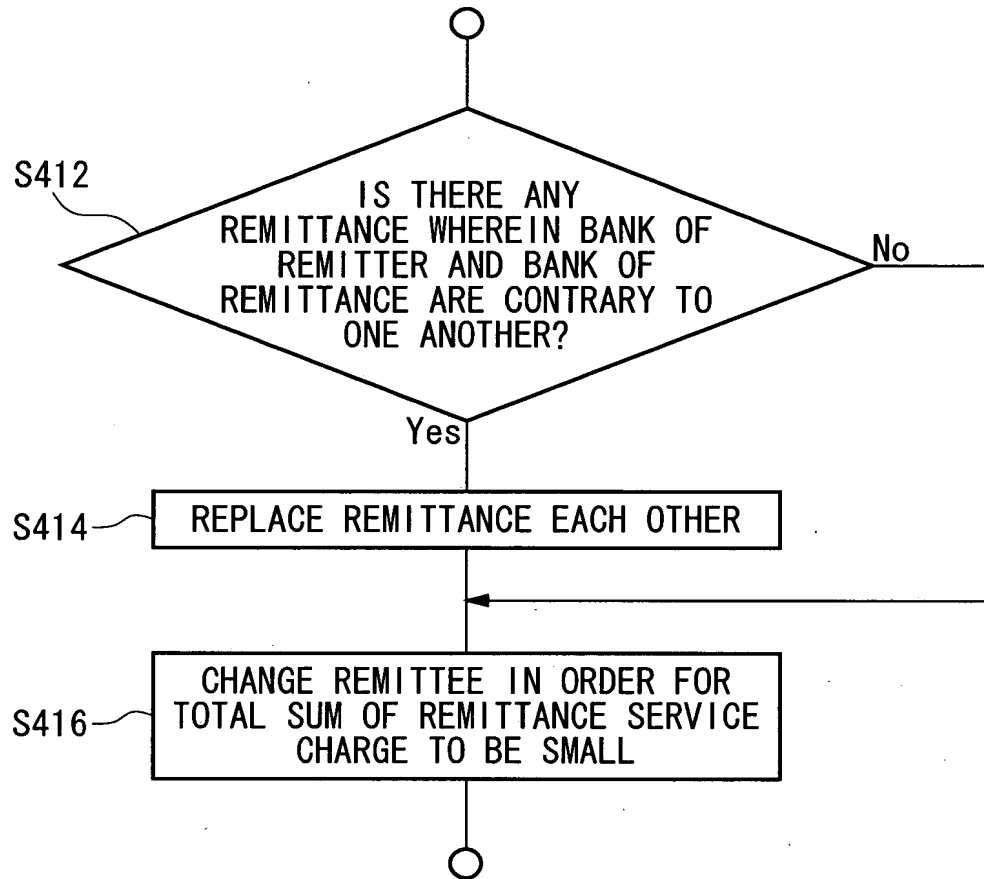 S412
IS THERE ANY
REMITTANCE WHEREIN BANK OF
REMITTER AND BANK OF
REMITTANCE ARE CONTRARY TO
ONE ANOTHER?
No
Yes
S414
REPLACE REMITTANCE EACH OTHER
S416
CHANGE REMITTEE IN ORDER FOR
TOTAL SUM OF REMITTANCE SERVICE
CHARGE TO BE SMALL